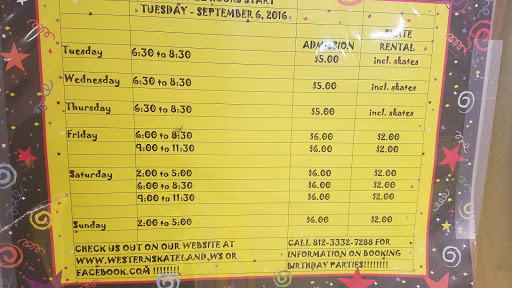 HOURS START
TUESDAY - SEPTEMBER 6, 2016
SKATE
ADMISSION RENTAL
Tuesday 6:30 to 8:30 $5.00 incl. skates
Wednesday 6:30 to 8:30 $5.00 incl. skates
Thursday 6:30 to 8:30 $5.00 incl. skates
Friday 6:00 to 8:30 $6.00 $2.00
9:00 to 11:30 $6.00 $2.00
Saturday 2:00 to 5:00 $6.00 $2.00
6:00 to 8:30 $6.00 $2.00
9:00 to 11:30 $6.00 $2.00
Sunday 2:00 to 5:00 $6.00 $2.00
CHECK US OUT ON OUR WEBSITE AT
WWW.WESTERNSKATELAND.WS OR
FACEBOOK.COM !!!!!!!!
CALL 812-3332-7288 FOR
INFORMATION ON BOOKING
BIRTHDAY PARTIES!!!!!!!!